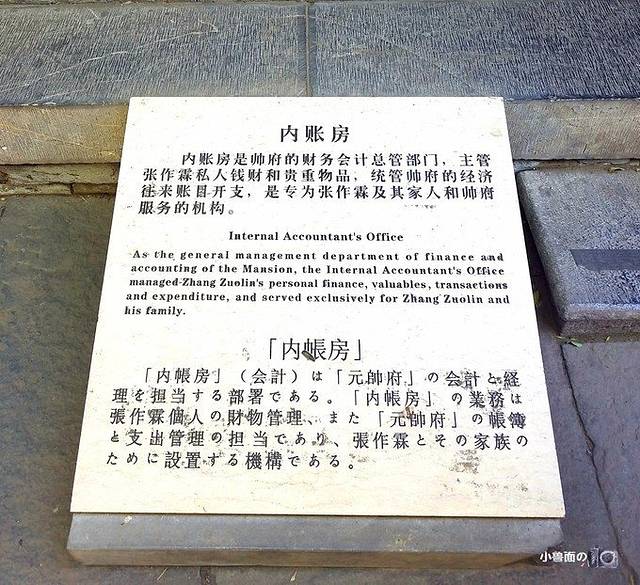 内账房
内账房是帅府的财务会计总管部门，主管
张作霖私人钱财和贵重物品，统管帅府的经济
往来账目开支，是专为张作霖及其家人和帅府
服务的机构。
Internal Accountant's Office
As the general management department of finance and
accounting of the Mansion, the Internal Accountant's Office
managed Zhang Zuolin's personal finance, valuables, transactions
and expenditure, and served exclusively for Zhang Zuolin and
his family.
「内帳房」
「内帳房」（会計）は「元帥府」の会計と経
理を担当する部署である。「内帳房」の業務は
張作霖個人の財物管理、また「元帥府」の帳簿
と支出管理の担当であり、張作霖とその家族の
ために設置する機構である。
小兽面の